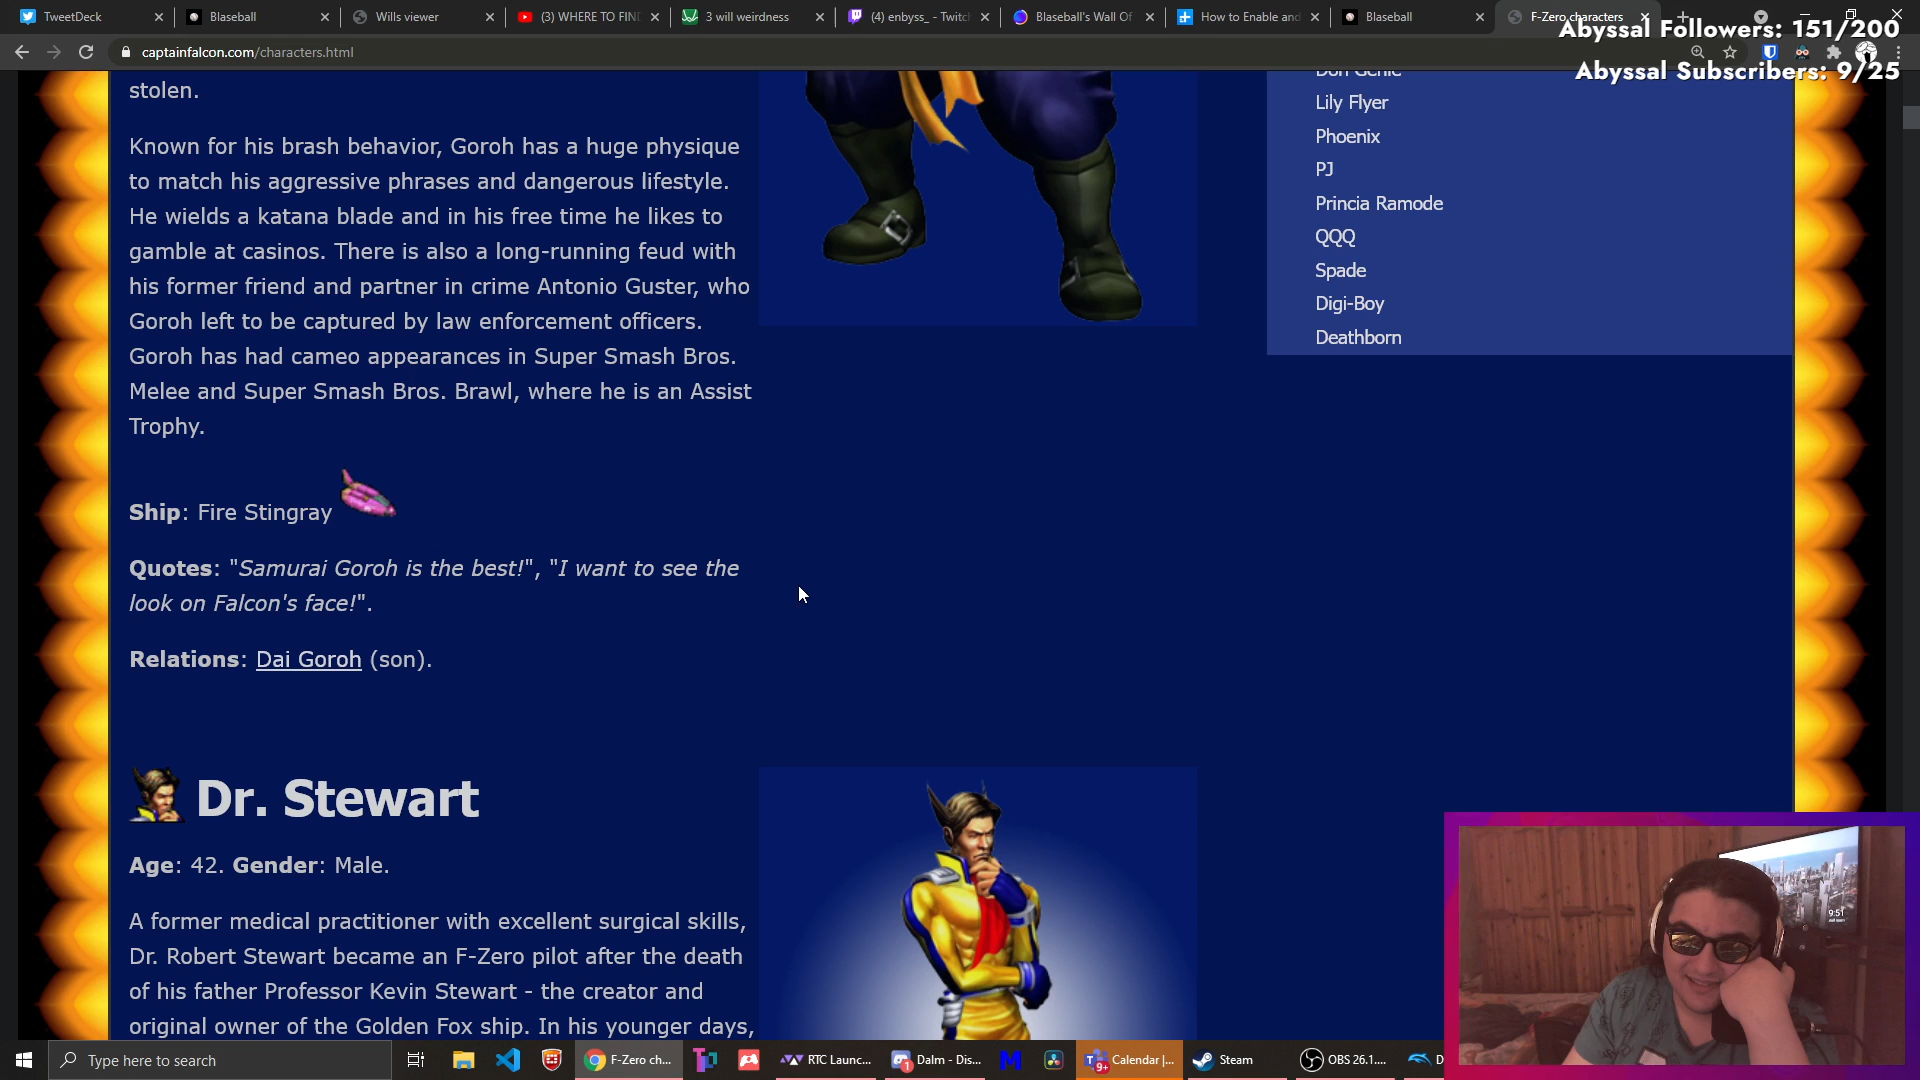 TweetDeck
Blaseball
Wills viewer
(3) WHERE TO FIN
3 will weirdness
(4) enbyss_ - Twitc
Blaseball's Wall Of
How to Enable and
Blaseball
F-Zero characters
Abyssal Followers: 151/200
captainfalcon.com/characters.html
Abyssal Subscribers: 9/25
stolen.
Known for his brash behavior, Goroh has a huge physique
to match his aggressive phrases and dangerous lifestyle.
He wields a katana blade and in his free time he likes to
gamble at casinos. There is also a long-running feud with
his former friend and partner in crime Antonio Guster, who
Goroh left to be captured by law enforcement officers.
Goroh has had cameo appearances in Super Smash Bros.
Melee and Super Smash Bros. Brawl, where he is an Assist
Trophy.
Ship: Fire Stingray
Quotes: "Samurai Goroh is the best!", "I want to see the
look on Falcon's face!".
Relations: Dai Goroh (son).
Don Genie
Lily Flyer
Phoenix
PJ
Princia Ramode
QQQ
Spade
Digi-Boy
Deathborn
Dr. Stewart
Age: 42. Gender: Male.
A former medical practitioner with excellent surgical skills,
Dr. Robert Stewart became an F-Zero pilot after the death
of his father Professor Kevin Stewart - the creator and
original owner of the Golden Fox ship. In his younger days,
9:51
Type here to search
F-Zero ch...
RTC Launc...
1
Dalm - Dis...
9+
Calendar |...
Steam
OBS 26.1....
D